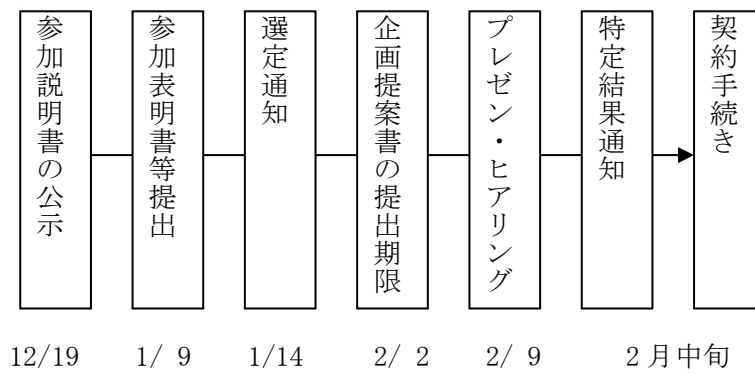 参加説明書の公示
参加表明書等提出
選定通知
企画提案書の提出期限
プレゼン・ヒアリング
特定結果通知
契約手続き
12/19 1/ 9 1/14 2/ 2 2/ 9 2月中旬